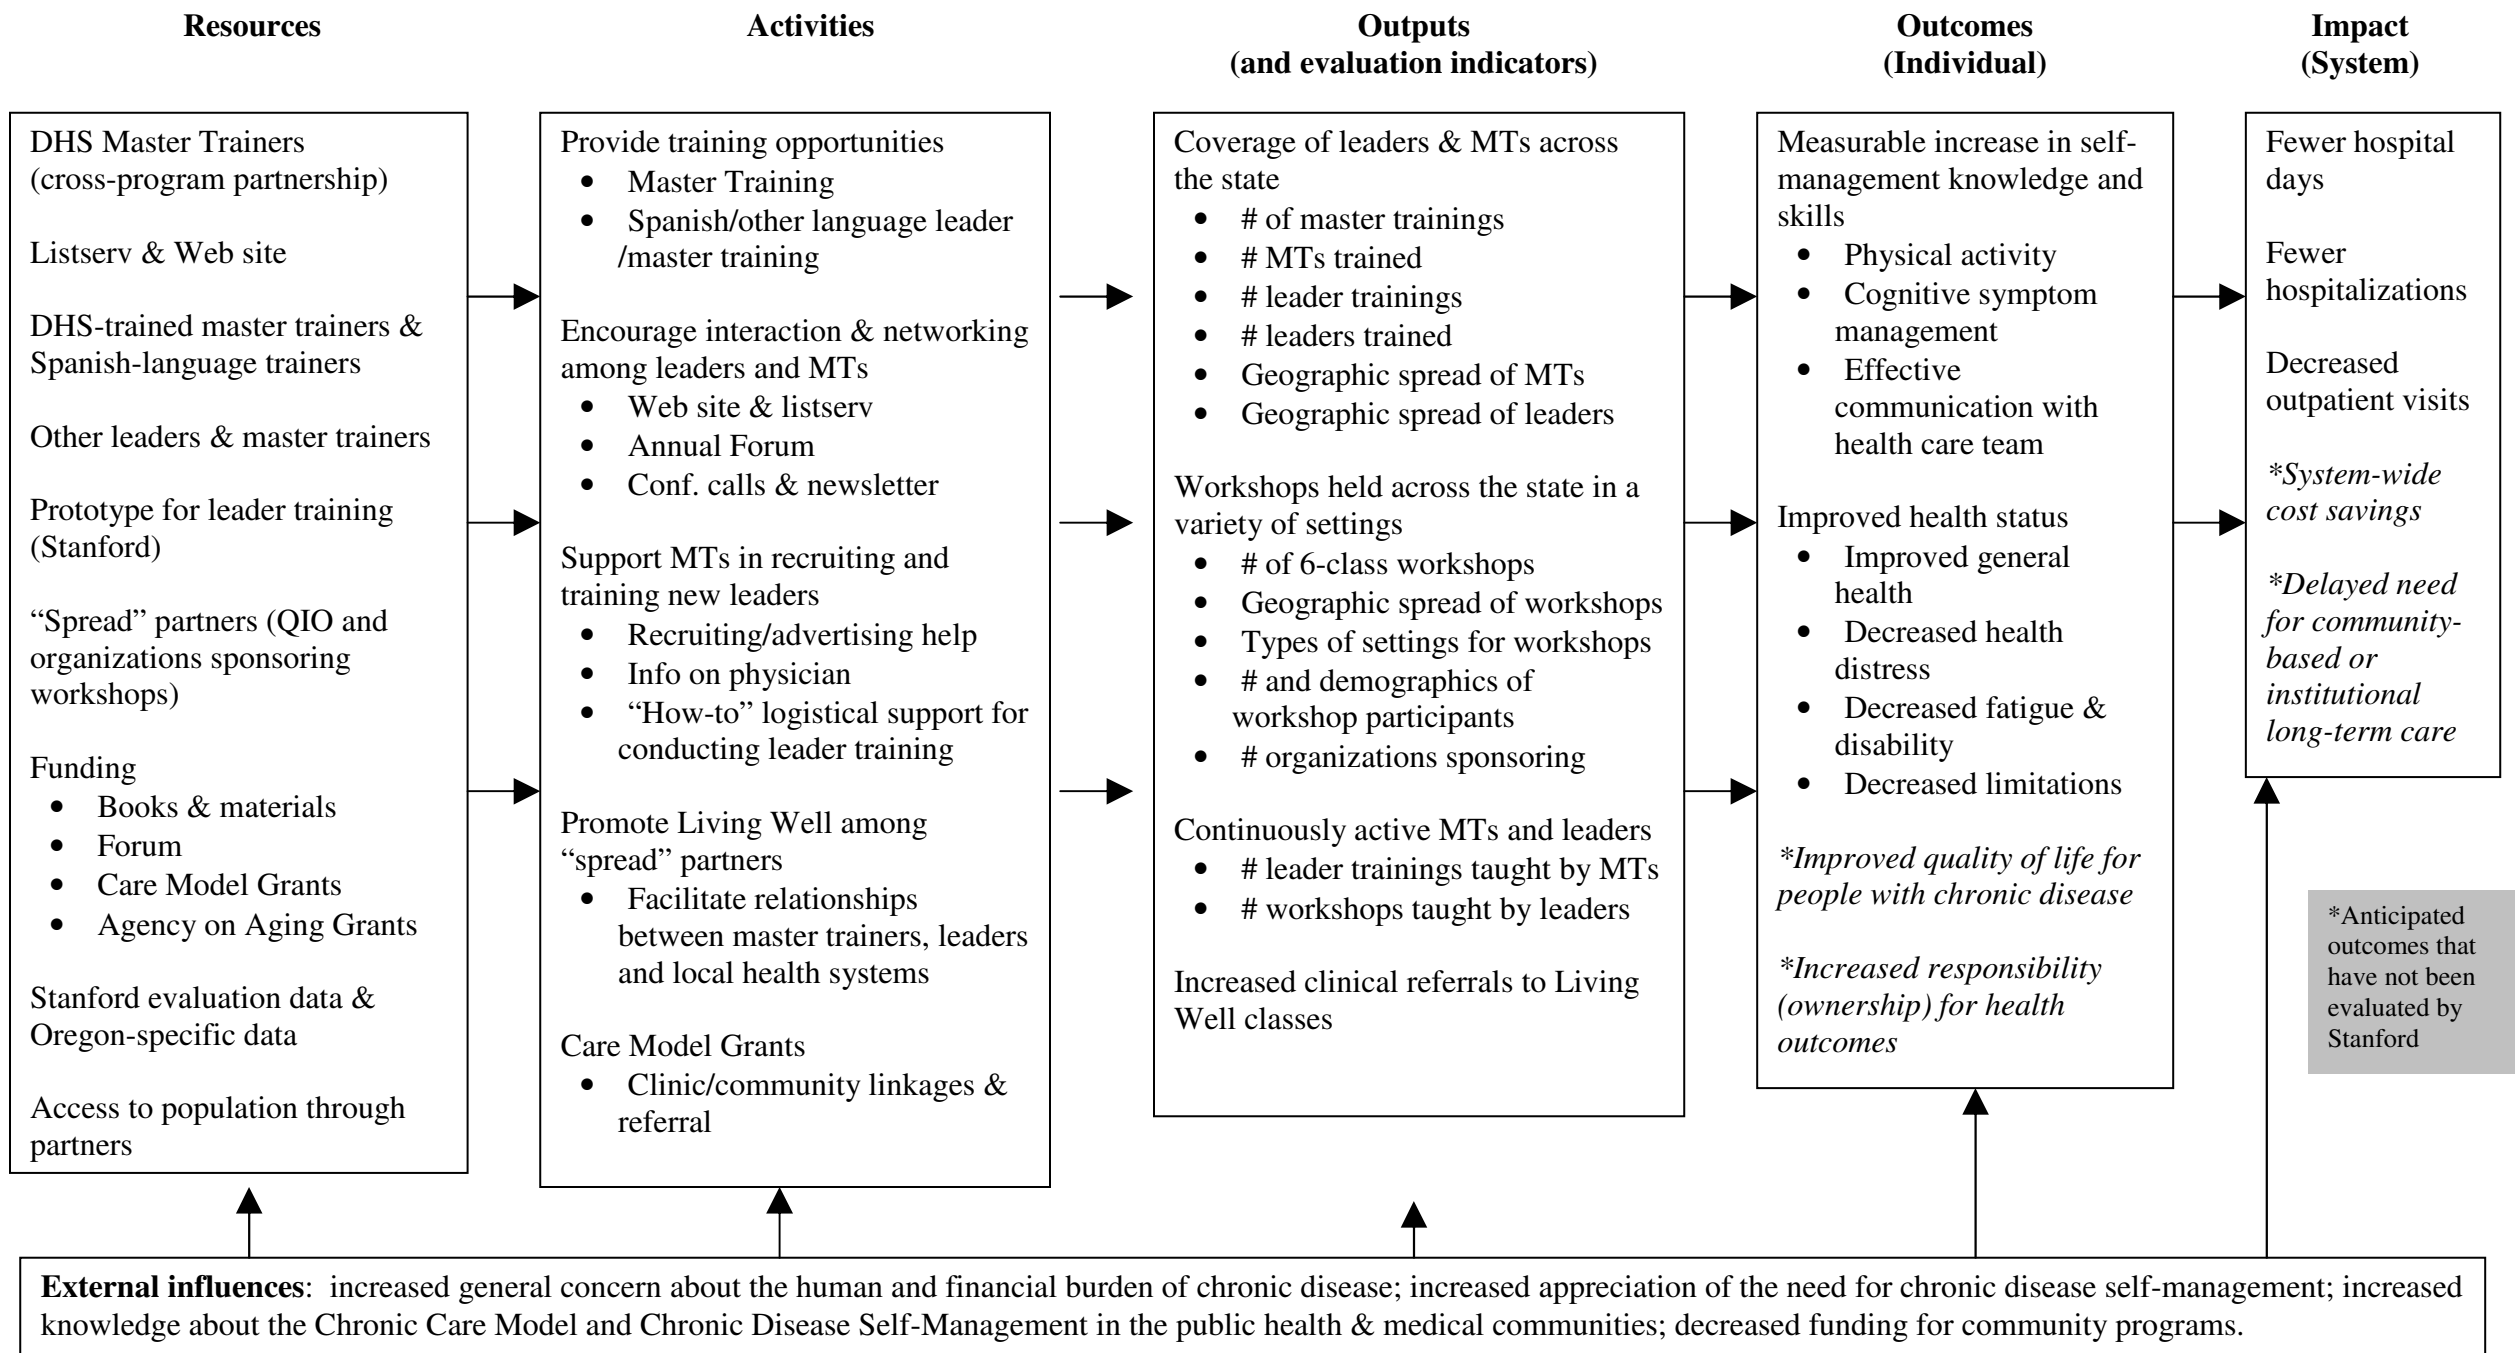 Resources
DHS Master Trainers
(cross-program partnership)
Listserv & Web site
DHS-trained master trainers &
Spanish-language trainers
Other leaders & master trainers
Prototype for leader training
(Stanford)
“Spread” partners (QIO and
organizations sponsoring
workshops)
Funding
• Books & materials
• Forum
• Care Model Grants
• Agency on Aging Grants
Stanford evaluation data &
Oregon-specific data
Access to population through
partners
Activities
Provide training opportunities
• Master Training
• Spanish/other language leader
/master training
Encourage interaction & networking
among leaders and MTs
• Web site & listserv
• Annual Forum
• Conf. calls & newsletter
Support MTs in recruiting and
training new leaders
• Recruiting/advertising help
• Info on physician
• “How-to” logistical support for
conducting leader training
Promote Living Well among
“spread” partners
• Facilitate relationships
between master trainers, leaders
and local health systems
Care Model Grants
• Clinic/community linkages &
referral
Outputs
(and evaluation indicators)
Coverage of leaders & MTs across
the state
• # of master trainings
• # MTs trained
• # leader trainings
• # leaders trained
• Geographic spread of MTs
• Geographic spread of leaders
Workshops held across the state in a
variety of settings
• # of 6-class workshops
• Geographic spread of workshops
• Types of settings for workshops
• # and demographics of
workshop participants
• # organizations sponsoring
Continuously active MTs and leaders
• # leader trainings taught by MTs
• # workshops taught by leaders
Increased clinical referrals to Living
Well classes
Outcomes
(Individual)
Measurable increase in self-
management knowledge and
skills
• Physical activity
• Cognitive symptom
management
• Effective
communication with
health care team
Improved health status
• Improved general
health
• Decreased health
distress
• Decreased fatigue &
disability
• Decreased limitations
*Improved quality of life for
people with chronic disease
*Increased responsibility
(ownership) for health
outcomes
Impact
(System)
Fewer hospital
days
Fewer
hospitalizations
Decreased
outpatient visits
*System-wide
cost savings
*Delayed need
for community-
based or
institutional
long-term care
*Anticipated
outcomes that
have not been
evaluated by
Stanford
External influences: increased general concern about the human and financial burden of chronic disease; increased appreciation of the need for chronic disease self-management; increased
knowledge about the Chronic Care Model and Chronic Disease Self-Management in the public health & medical communities; decreased funding for community programs.